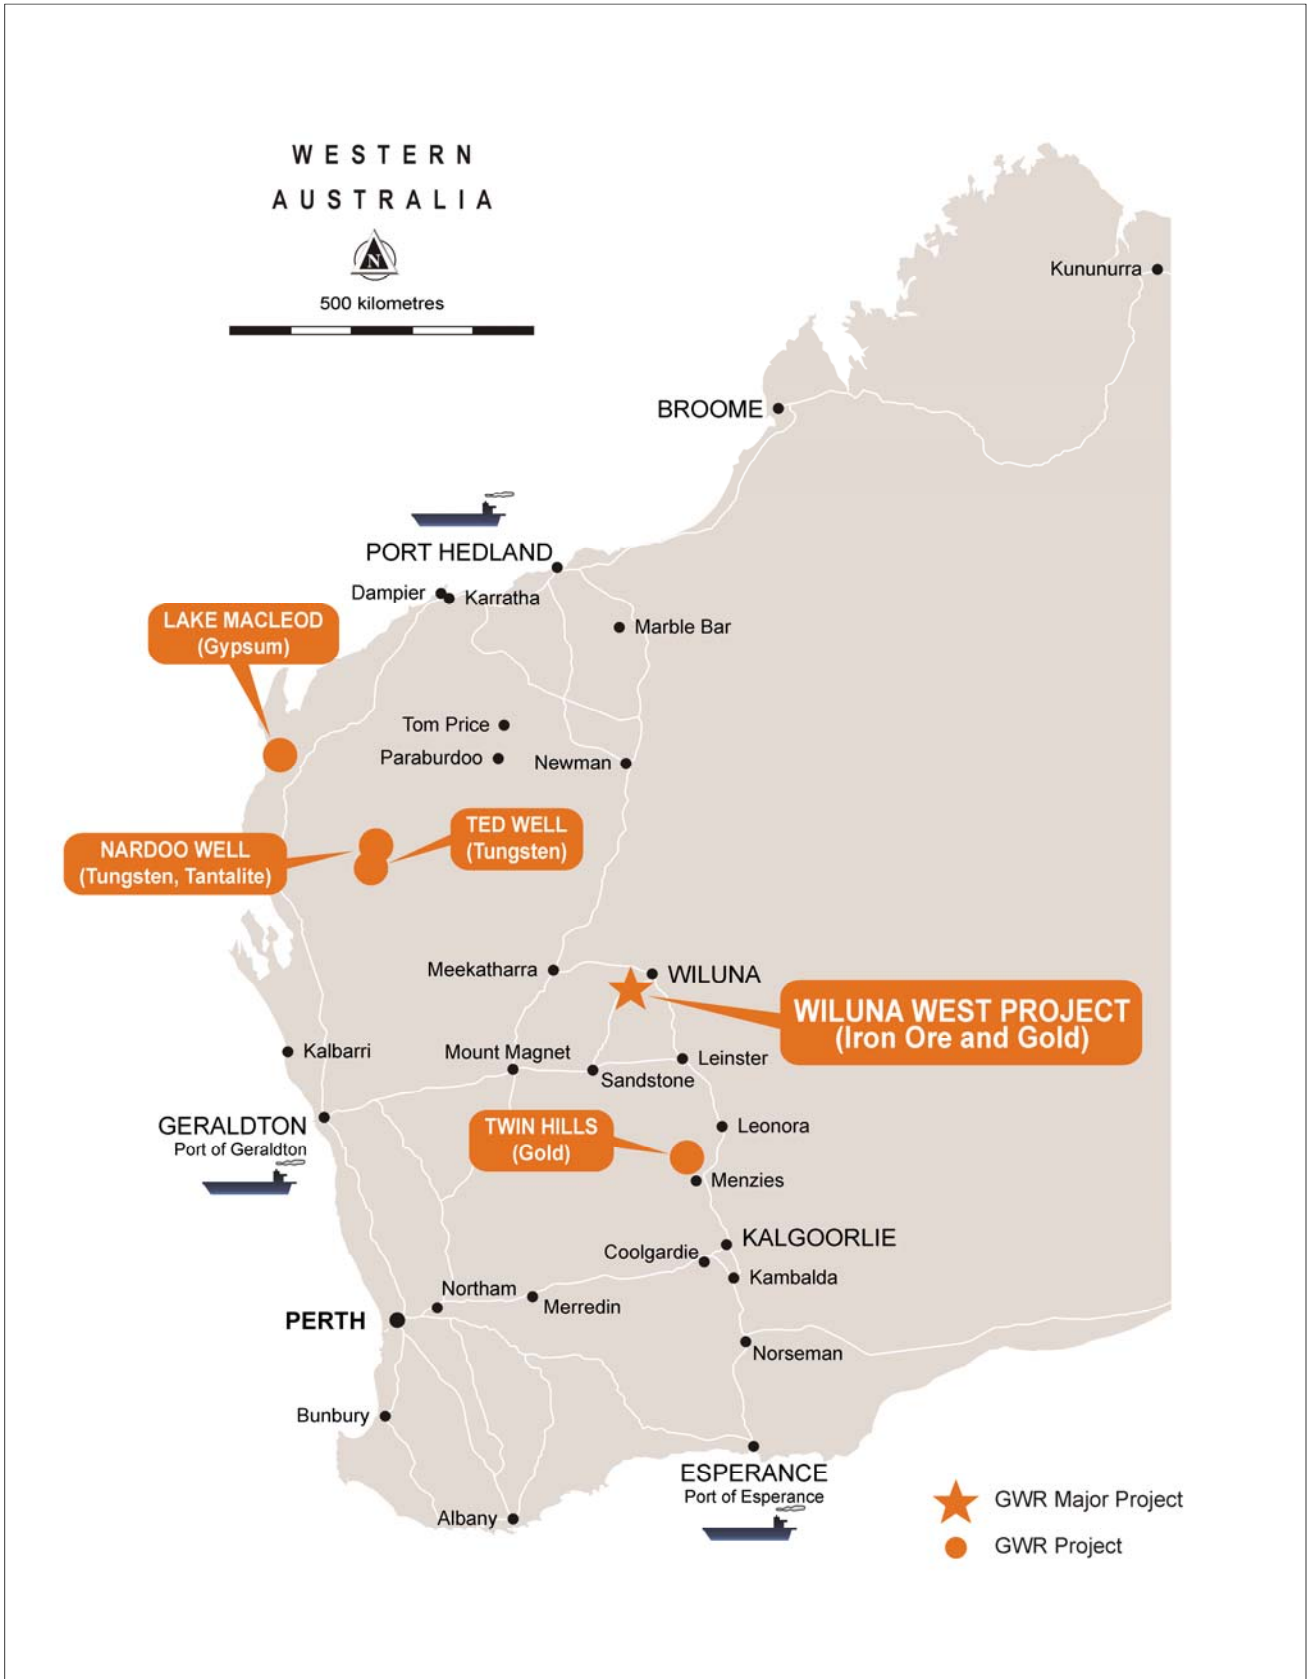 WESTERN
AUSTRALIA
N
500 kilometres
Kununurra
BROOME
PORT HEDLAND
Dampier
Karratha
LAKE MACLEOD
(Gypsum)
Marble Bar
Tom Price
Paraburdoo
Newman
TED WELL
(Tungsten)
NARDOO WELL
(Tungsten, Tantalite)
Meekatharra
WILUNA
WILUNA WEST PROJECT
(Iron Ore and Gold)
Kalbarri
Mount Magnet
Leinster
Sandstone
GERALDTON
Port of Geraldton
TWIN HILLS
(Gold)
Leonora
Menzies
KALGOORLIE
Coolgardie
Kambalda
Northam
Merredin
PERTH
Norseman
Bunbury
ESPERANCE
Port of Esperance
Albany
GWR Major Project
GWR Project